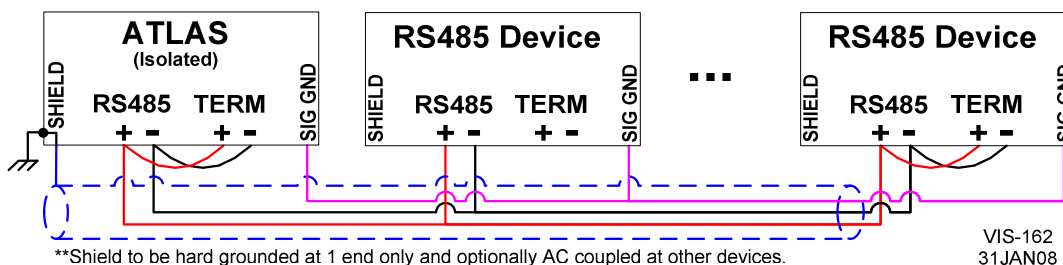 ATLAS
(Isolated)
SHIELD
RS485 TERM
+ − + −
SIG GND
RS485 Device
SHIELD
RS485 TERM
+ − + −
SIG GND
...
RS485 Device
SHIELD
RS485 TERM
+ − + −
SIG GND
**Shield to be hard grounded at 1 end only and optionally AC coupled at other devices.
VIS-162
31JAN08